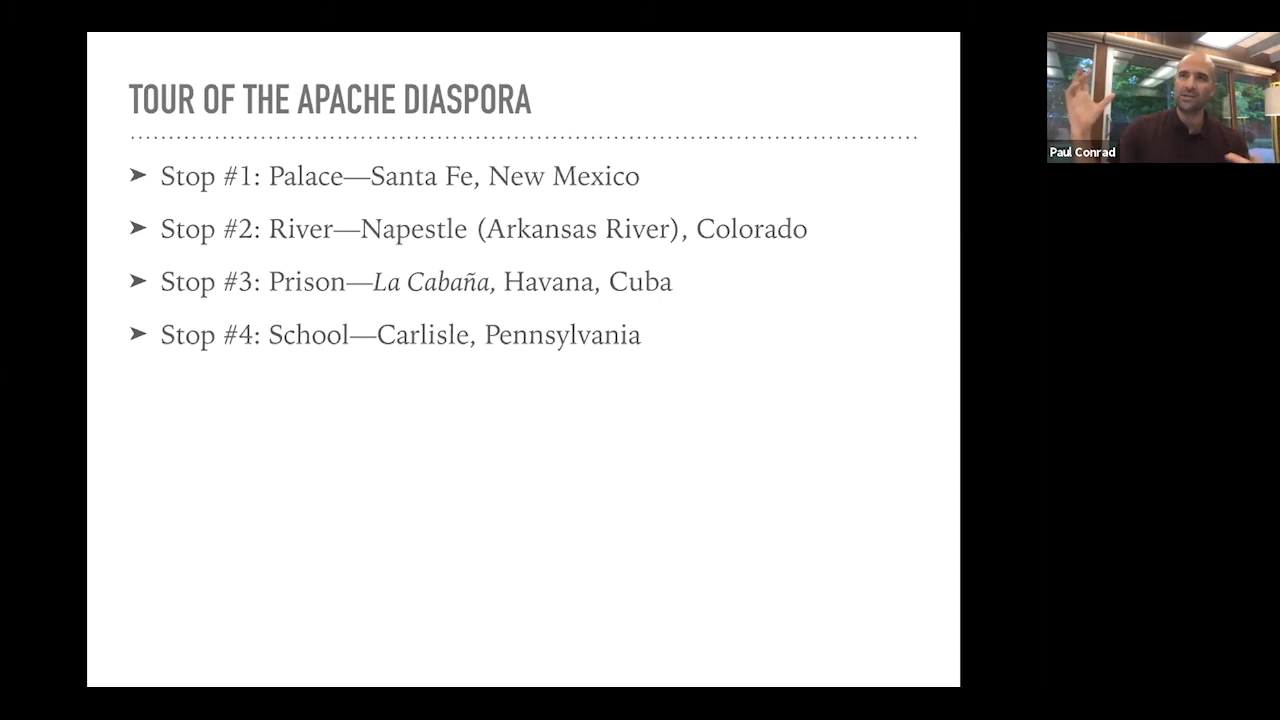 TOUR OF THE APACHE DIASPORA
➤ Stop #1: Palace—Santa Fe, New Mexico
➤ Stop #2: River—Napestle (Arkansas River), Colorado
➤ Stop #3: Prison—La Cabaña, Havana, Cuba
➤ Stop #4: School—Carlisle, Pennsylvania
Paul Conrad